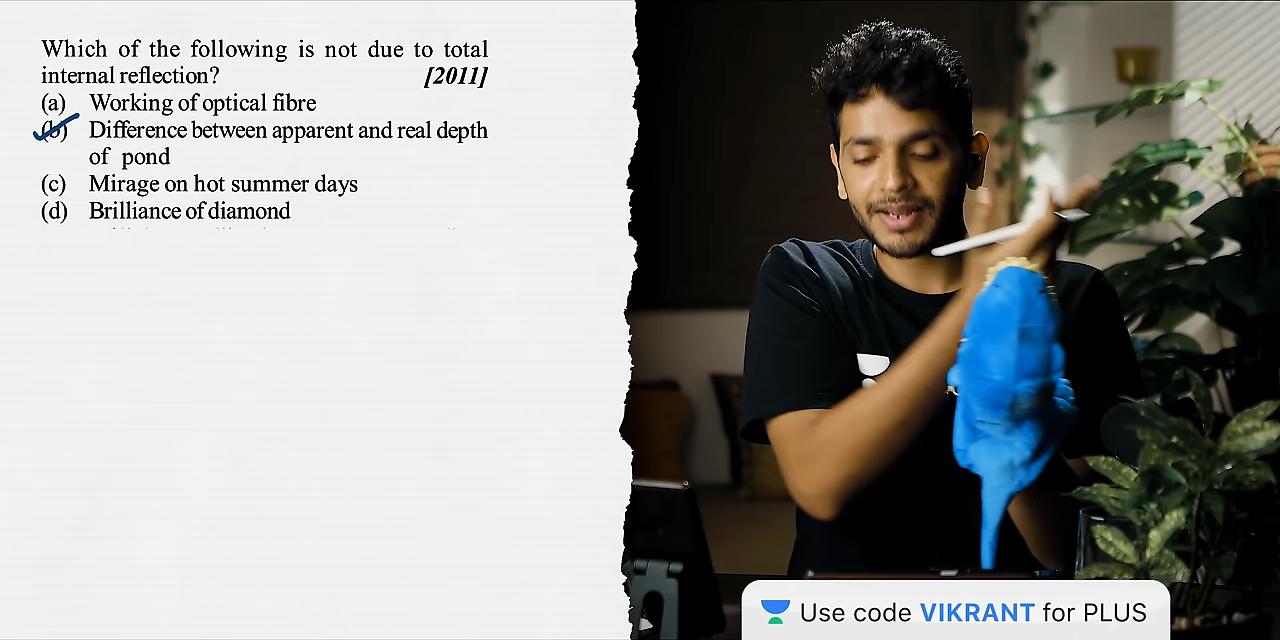 Which of the following is not due to total
internal reflection? [2011]
(a) Working of optical fibre
(b) Difference between apparent and real depth
of pond
(c) Mirage on hot summer days
(d) Brilliance of diamond
Use code VIKRANT for PLUS